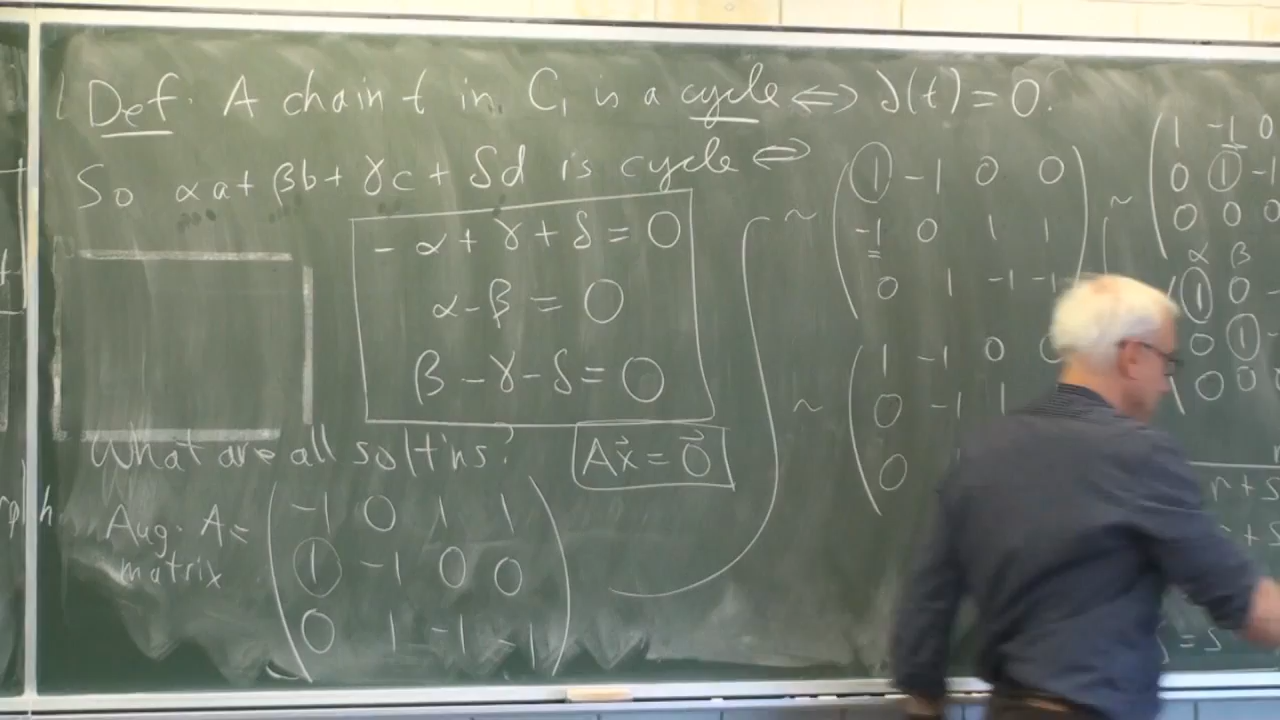 Def. A chain t in C₁ is a cycle ⇔ ∂(t) = 0.
So αa + βb + γc + δd is cycle ⇔
- α + γ + δ = 0
α - β = 0
β - γ - δ = 0
What are all solt'ns? Ax⃗ = 0⃗
Aug. matrix A =
-1 0 1 1
1 -1 0 0
0 1 -1 -1
~
1 -1 0 0
-1 0 1 1
0 1 -1 -1
~
1 -1 0
0 -1 1
0
~
1 -1 0
0 1 -1
0 0 0
α β
1 0
0 1
0 0
r + s
+ s
= s